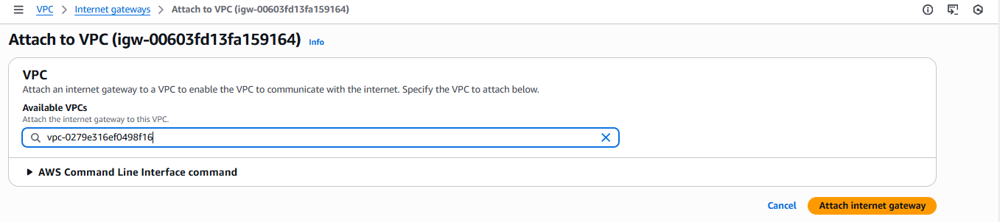 VPC > Internet gateways > Attach to VPC (igw-00603fd13fa159164)
Attach to VPC (igw-00603fd13fa159164) Info
VPC
Attach an internet gateway to a VPC to enable the VPC to communicate with the internet. Specify the VPC to attach below.
Available VPCs
Attach the internet gateway to this VPC.
vpc-0279e316ef0498f16
AWS Command Line Interface command
Cancel Attach internet gateway